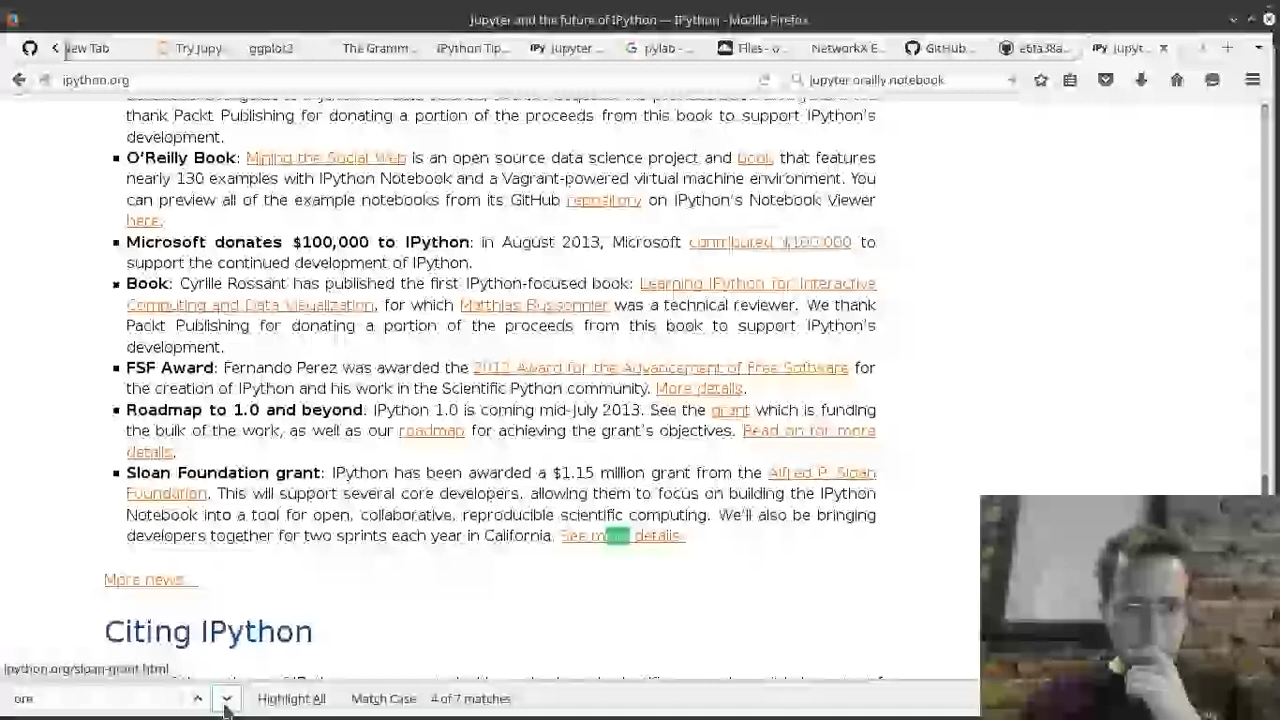 Jupyter and the future of IPython — IPython - Mozilla Firefox
New Tab
Try Jupy...
ggplot2
The Gramm...
IPython Tip...
IP[y] Jupyter ...
pylab - ...
Files - o...
NetworkX E...
GitHub...
e6fa38a...
IP[y] Jupyt...
ipython.org
jupyter orailly notebook
thank Packt Publishing for donating a portion of the proceeds from this book to support IPython's
development.
O'Reilly Book: Mining the Social Web is an open source data science project and book that features
nearly 130 examples with IPython Notebook and a Vagrant-powered virtual machine environment. You
can preview all of the example notebooks from its GitHub repository on IPython's Notebook Viewer
here.
Microsoft donates $100,000 to IPython: in August 2013, Microsoft contributed $100,000 to
support the continued development of IPython.
Book: Cyrille Rossant has published the first IPython-focused book: Learning IPython for Interactive
Computing and Data Visualization, for which Matthias Bussonnier was a technical reviewer. We thank
Packt Publishing for donating a portion of the proceeds from this book to support IPython's
development.
FSF Award: Fernando Perez was awarded the 2012 Award for the Advancement of Free Software for
the creation of IPython and his work in the Scientific Python community. More details.
Roadmap to 1.0 and beyond: IPython 1.0 is coming mid-July 2013. See the grant which is funding
the bulk of the work, as well as our roadmap for achieving the grant's objectives. Read on for more
details.
Sloan Foundation grant: IPython has been awarded a $1.15 million grant from the Alfred P. Sloan
Foundation. This will support several core developers, allowing them to focus on building the IPython
Notebook into a tool for open, collaborative, reproducible scientific computing. We'll also be bringing
developers together for two sprints each year in California. See more details.
More news...
Citing IPython
ipython.org/sloan-grant.html
ore
Highlight All
Match Case
4 of 7 matches